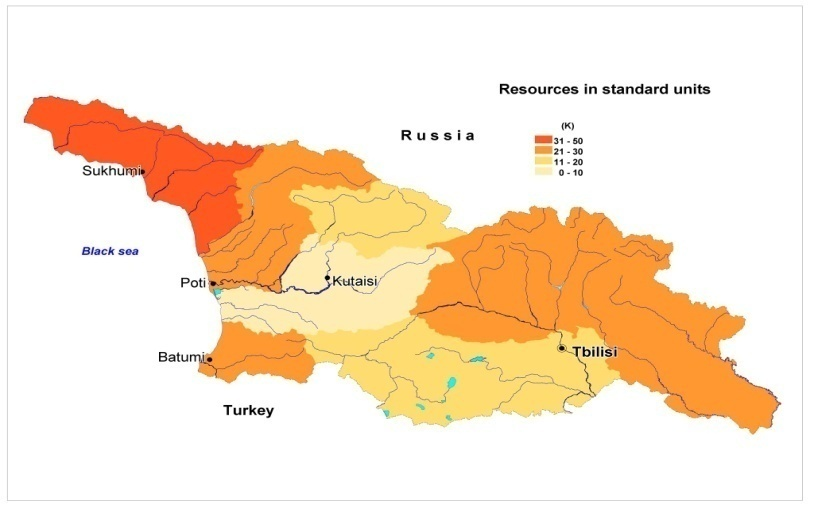 Resources in standard units
(K)
31 - 50
21 - 30
11 - 20
0 - 10
Russia
Sukhumi
Black sea
Poti
Kutaisi
Batumi
Tbilisi
Turkey